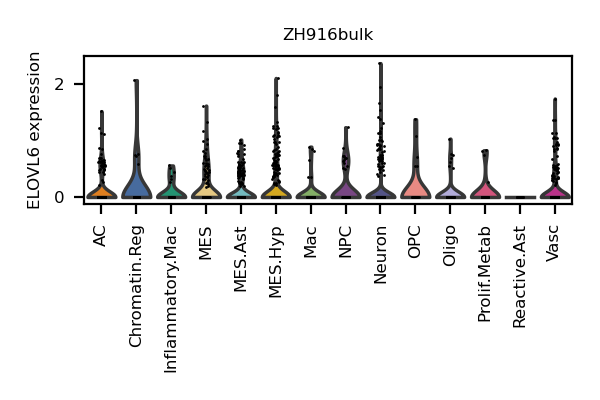 ZH916bulk
ELOVL6 expression
2
0
AC
Chromatin.Reg
Inflammatory.Mac
MES
MES.Ast
MES.Hyp
Mac
NPC
Neuron
OPC
Oligo
Prolif.Metab
Reactive.Ast
Vasc